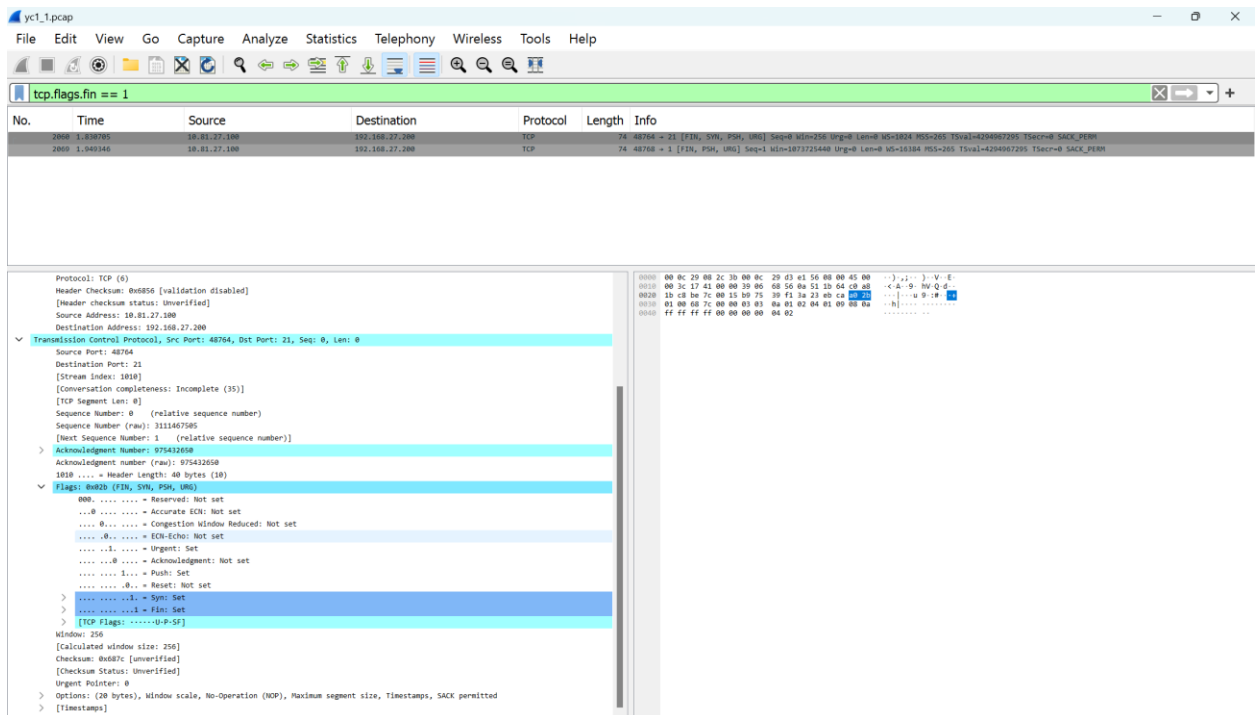 yc1_1.pcap
File Edit View Go Capture Analyze Statistics Telephony Wireless Tools Help
tcp.flags.fin == 1
No. Time Source Destination Protocol Length Info
2060 1.830705 10.81.27.100 192.168.27.200 TCP 74 48764 → 21 [FIN, SYN, PSH, URG] Seq=0 Win=256 Urg=0 Len=0 WS=1024 MSS=265 TSval=4294967295 TSecr=0 SACK_PERM
2069 1.949346 10.81.27.100 192.168.27.200 TCP 74 48768 → 1 [FIN, PSH, URG] Seq=1 Win=1073725440 Urg=0 Len=0 WS=16384 MSS=265 TSval=4294967295 TSecr=0 SACK_PERM
Protocol: TCP (6)
Header Checksum: 0x6856 [validation disabled]
[Header checksum status: Unverified]
Source Address: 10.81.27.100
Destination Address: 192.168.27.200
Transmission Control Protocol, Src Port: 48764, Dst Port: 21, Seq: 0, Len: 0
Source Port: 48764
Destination Port: 21
[Stream index: 1010]
[Conversation completeness: Incomplete (35)]
[TCP Segment Len: 0]
Sequence Number: 0 (relative sequence number)
Sequence Number (raw): 3111467505
[Next Sequence Number: 1 (relative sequence number)]
Acknowledgment Number: 975432650
Acknowledgment number (raw): 975432650
1010 .... = Header Length: 40 bytes (10)
Flags: 0x02b (FIN, SYN, PSH, URG)
000. .... .... = Reserved: Not set
...0 .... .... = Accurate ECN: Not set
.... 0... .... = Congestion Window Reduced: Not set
.... .0.. .... = ECN-Echo: Not set
.... ..1. .... = Urgent: Set
.... ...0 .... = Acknowledgment: Not set
.... .... 1... = Push: Set
.... .... .0.. = Reset: Not set
.... .... ..1. = Syn: Set
.... .... ...1 = Fin: Set
[TCP Flags: ······U·P·SF]
Window: 256
[Calculated window size: 256]
Checksum: 0x687c [unverified]
[Checksum Status: Unverified]
Urgent Pointer: 0
Options: (20 bytes), Window scale, No-Operation (NOP), Maximum segment size, Timestamps, SACK permitted
[Timestamps]
0000 00 0c 29 08 2c 3b 00 0c 29 d3 e1 56 08 00 45 00 ··)·,;·· )··V··E·
0010 00 3c 17 41 00 00 39 06 68 56 0a 51 1b 64 c0 a8 ·<·A··9· hV·Q·d··
0020 1b c8 be 7c 00 15 b9 75 39 f1 3a 23 eb ca a0 2b ···|···u 9·:#···+
0030 01 00 68 7c 00 00 03 03 0a 01 02 04 01 09 08 0a ··h|···· ········
0040 ff ff ff ff 00 00 00 00 04 02 ········ ··